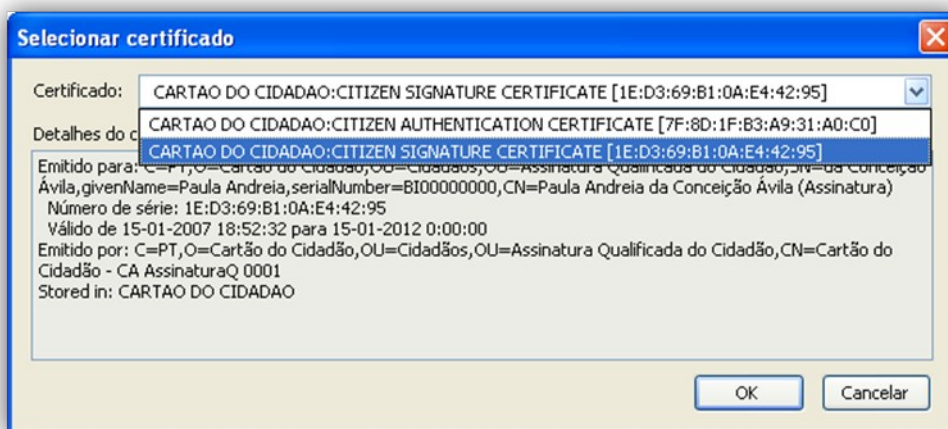 Selecionar certificado
Certificado: CARTAO DO CIDADAO:CITIZEN SIGNATURE CERTIFICATE [1E:D3:69:B1:0A:E4:42:95]
CARTAO DO CIDADAO:CITIZEN AUTHENTICATION CERTIFICATE [7F:8D:1F:B3:A9:31:A0:C0]
Detalhes do c
CARTAO DO CIDADAO:CITIZEN SIGNATURE CERTIFICATE [1E:D3:69:B1:0A:E4:42:95]
Emitido para: C=PT,O=Cartão do Cidadão,OU=Cidadãos,OU=Assinatura Qualificada do Cidadão,SN=da Conceição
Ávila,givenName=Paula Andreia,serialNumber=BI00000000,CN=Paula Andreia da Conceição Ávila (Assinatura)
Número de série: 1E:D3:69:B1:0A:E4:42:95
Válido de 15-01-2007 18:52:32 para 15-01-2012 0:00:00
Emitido por: C=PT,O=Cartão do Cidadão,OU=Cidadãos,OU=Assinatura Qualificada do Cidadão,CN=Cartão do
Cidadão - CA AssinaturaQ 0001
Stored in: CARTAO DO CIDADAO
OK
Cancelar